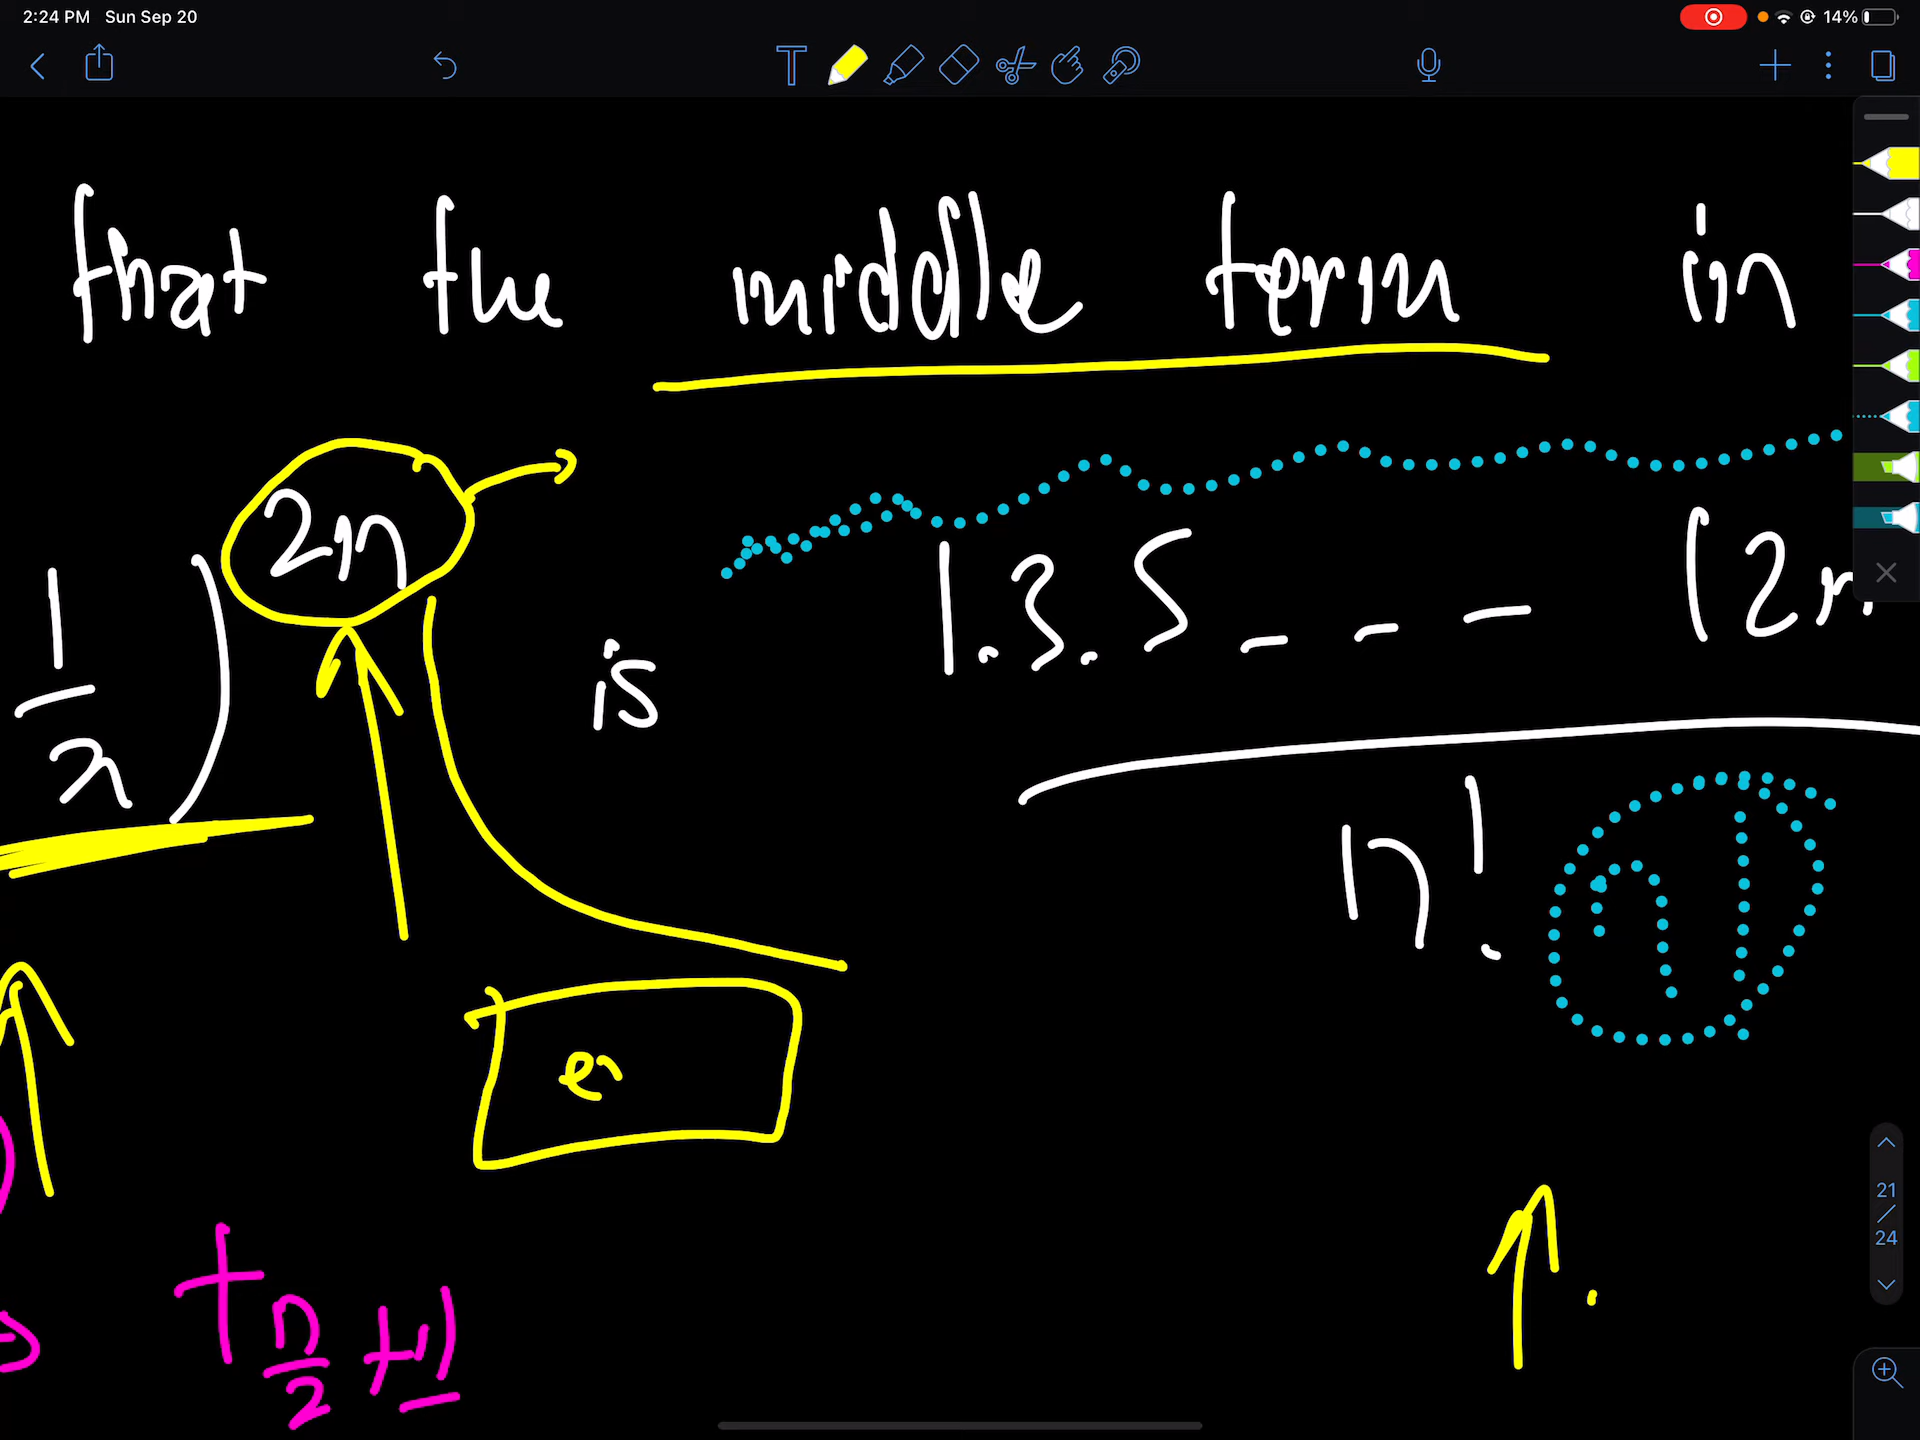 2:24 PM Sun Sep 20
14%
that the middle term in
1/x)^2n is 1.3.5 _ _ _ (2n
n! n!
e
T n/2 +1
21
/
24